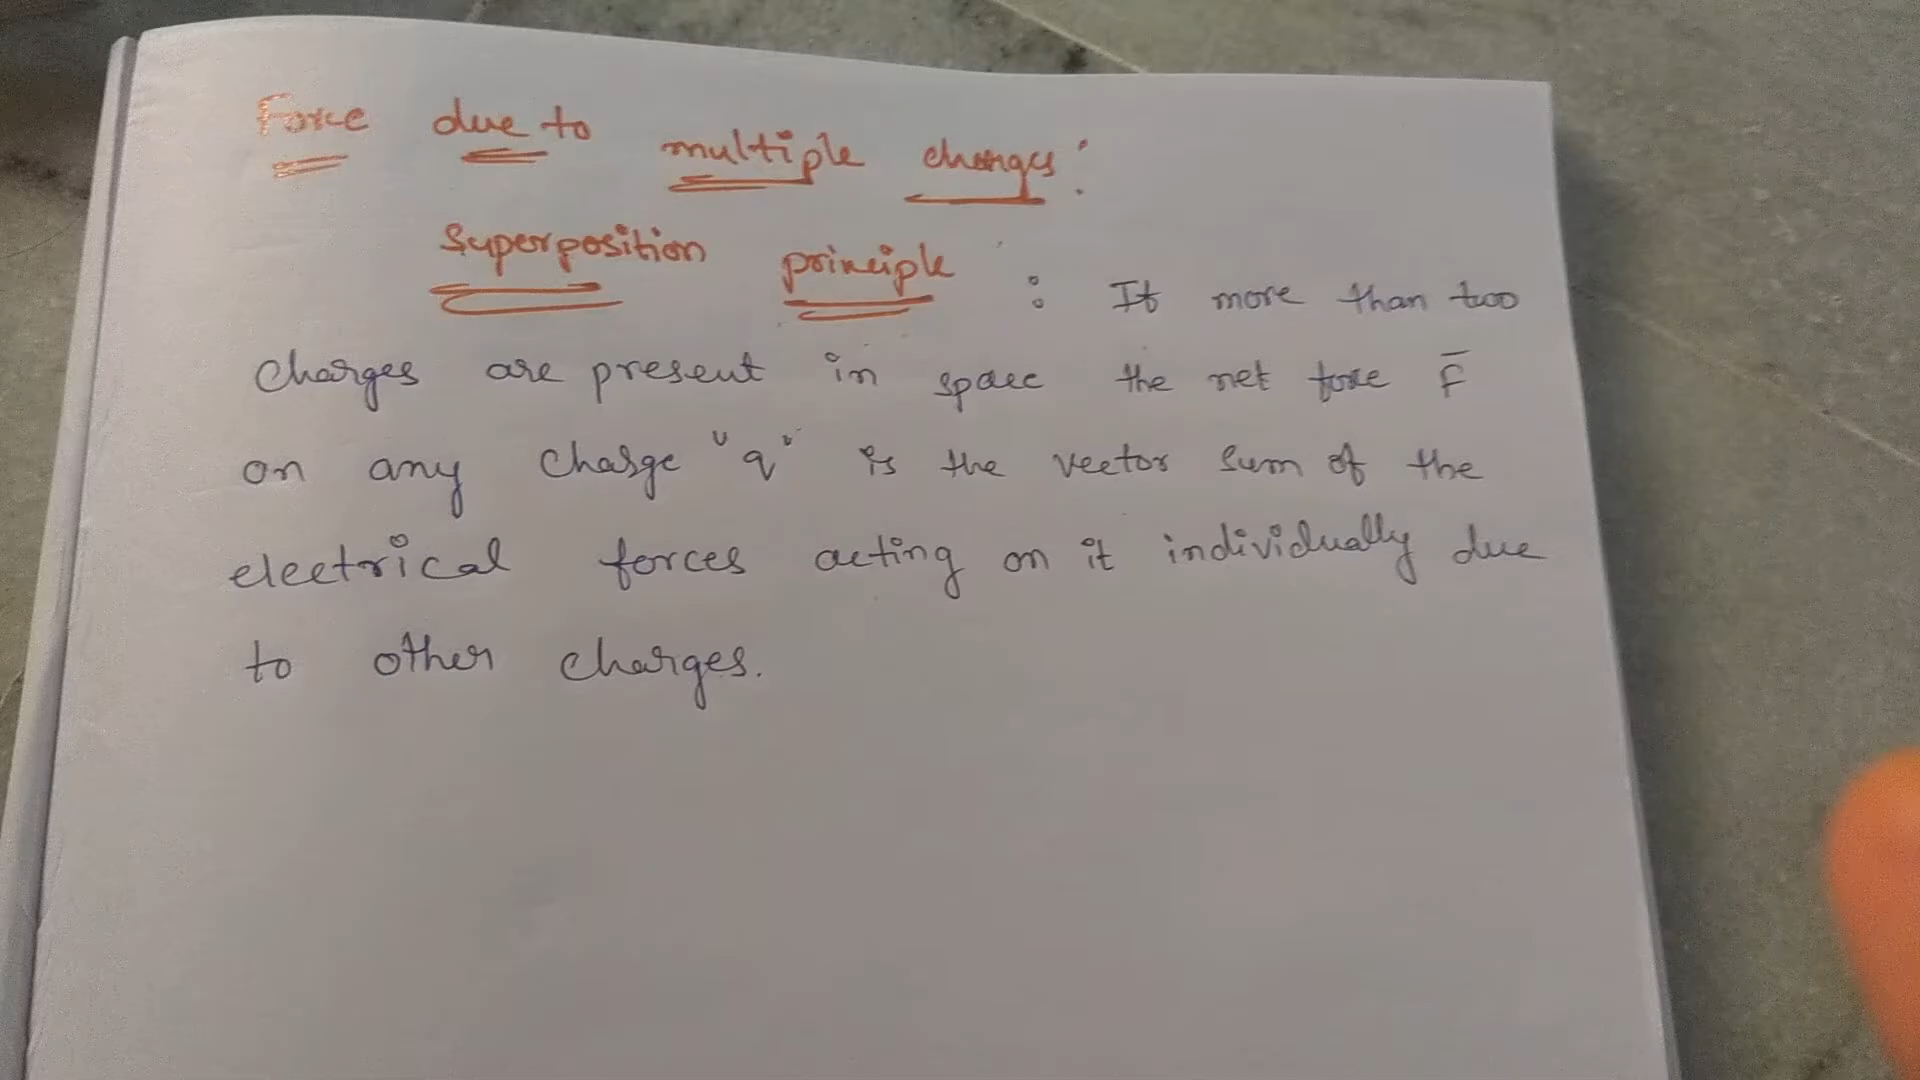 Force due to multiple charges:
Superposition principle : If more than two
charges are present in space the net force F̅
on any charge "q" is the vector sum of the
electrical forces acting on it individually due
to other charges.